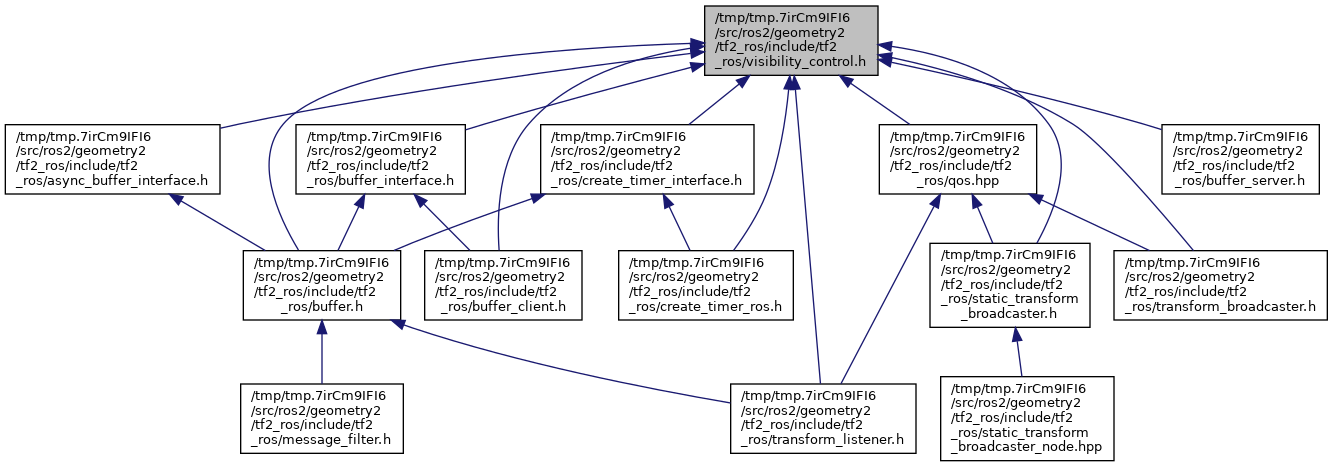 /tmp/tmp.7irCm9IFI6
/src/ros2/geometry2
/tf2_ros/include/tf2
_ros/visibility_control.h
/tmp/tmp.7irCm9IFI6
/src/ros2/geometry2
/tf2_ros/include/tf2
_ros/async_buffer_interface.h
/tmp/tmp.7irCm9IFI6
/src/ros2/geometry2
/tf2_ros/include/tf2
_ros/buffer_interface.h
/tmp/tmp.7irCm9IFI6
/src/ros2/geometry2
/tf2_ros/include/tf2
_ros/create_timer_interface.h
/tmp/tmp.7irCm9IFI6
/src/ros2/geometry2
/tf2_ros/include/tf2
_ros/qos.hpp
/tmp/tmp.7irCm9IFI6
/src/ros2/geometry2
/tf2_ros/include/tf2
_ros/buffer_server.h
/tmp/tmp.7irCm9IFI6
/src/ros2/geometry2
/tf2_ros/include/tf2
_ros/buffer.h
/tmp/tmp.7irCm9IFI6
/src/ros2/geometry2
/tf2_ros/include/tf2
_ros/buffer_client.h
/tmp/tmp.7irCm9IFI6
/src/ros2/geometry2
/tf2_ros/include/tf2
_ros/create_timer_ros.h
/tmp/tmp.7irCm9IFI6
/src/ros2/geometry2
/tf2_ros/include/tf2
_ros/static_transform
_broadcaster.h
/tmp/tmp.7irCm9IFI6
/src/ros2/geometry2
/tf2_ros/include/tf2
_ros/transform_broadcaster.h
/tmp/tmp.7irCm9IFI6
/src/ros2/geometry2
/tf2_ros/include/tf2
_ros/message_filter.h
/tmp/tmp.7irCm9IFI6
/src/ros2/geometry2
/tf2_ros/include/tf2
_ros/transform_listener.h
/tmp/tmp.7irCm9IFI6
/src/ros2/geometry2
/tf2_ros/include/tf2
_ros/static_transform
_broadcaster_node.hpp